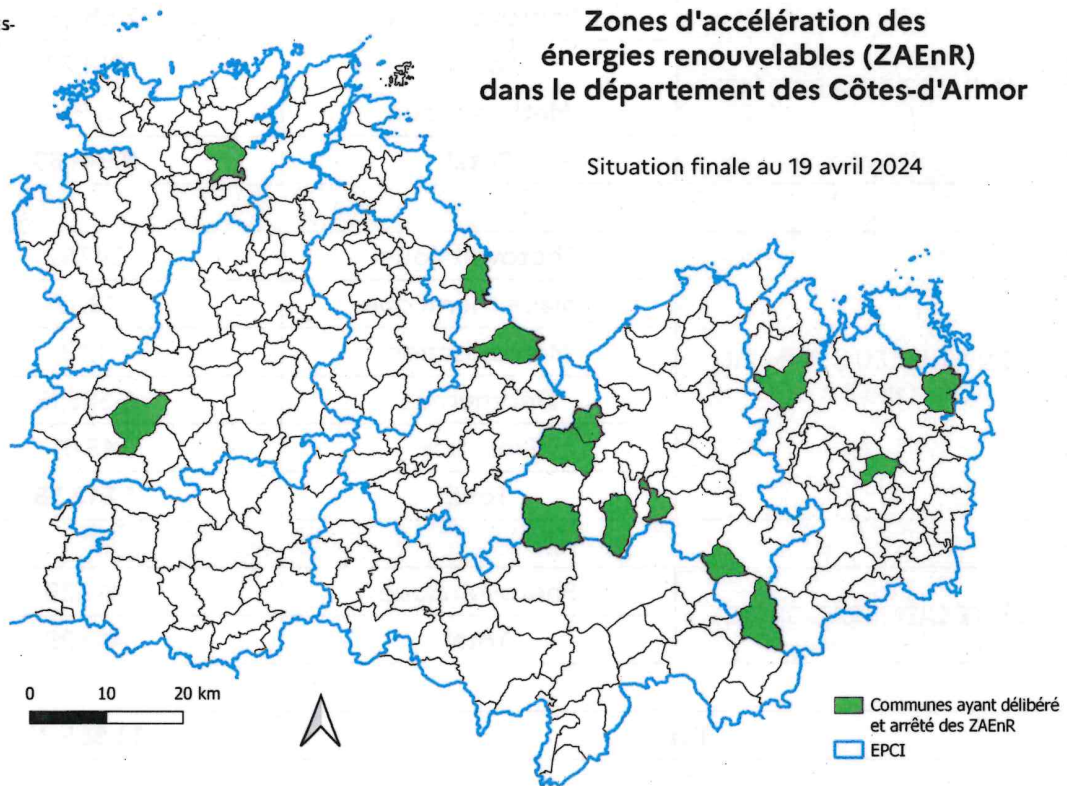 Zones d'accélération des
énergies renouvelables (ZAEnR)
dans le département des Côtes-d'Armor
Situation finale au 19 avril 2024
0 10 20 km
Communes ayant délibéré
et arrêté des ZAEnR
EPCI